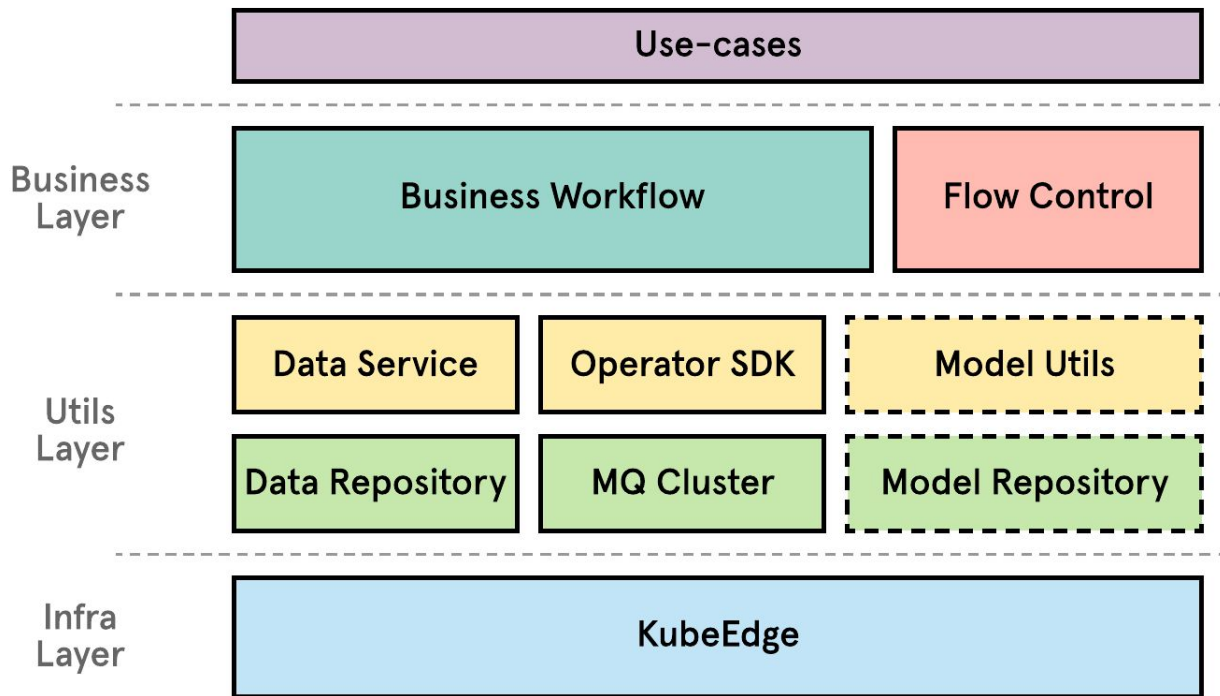 Use-cases
Business
Layer
Business Workflow
Flow Control
Utils
Layer
Data Service
Operator SDK
Model Utils
Data Repository
MQ Cluster
Model Repository
Infra
Layer
KubeEdge